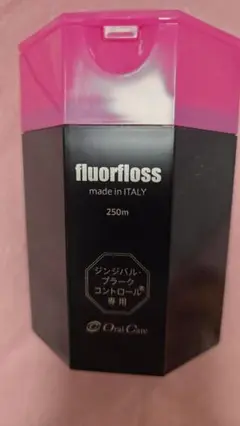 fluorfloss
made in ITALY
250m
ジンジバル・
プラーク
コントロール®
専用
Oral Care